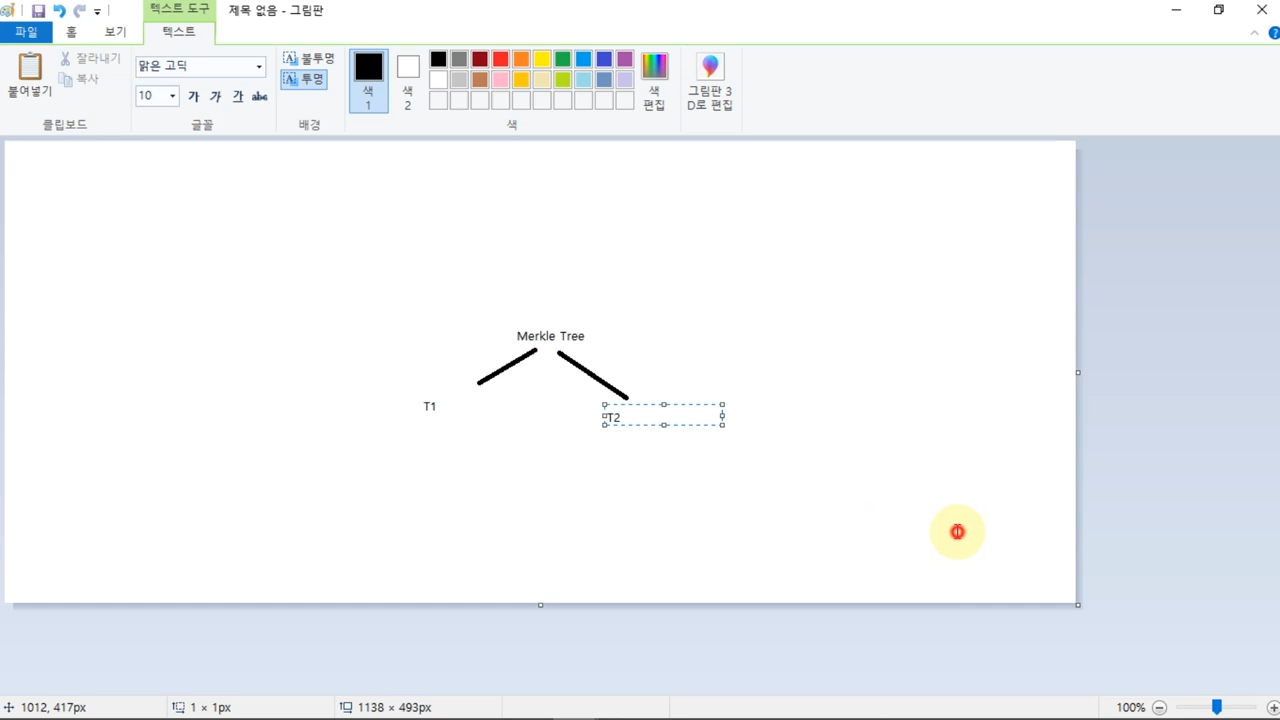 텍스트 도구
제목 없음 - 그림판
파일
홈
보기
텍스트
붙여넣기
잘라내기
복사
클립보드
맑은 고딕
10
가 가 가 abc
글꼴
불투명
투명
배경
색
1
색
2
색
편집
색
그림판 3
D로 편집
Merkle Tree
T1
T2
1012, 417px
1 × 1px
1138 × 493px
100%